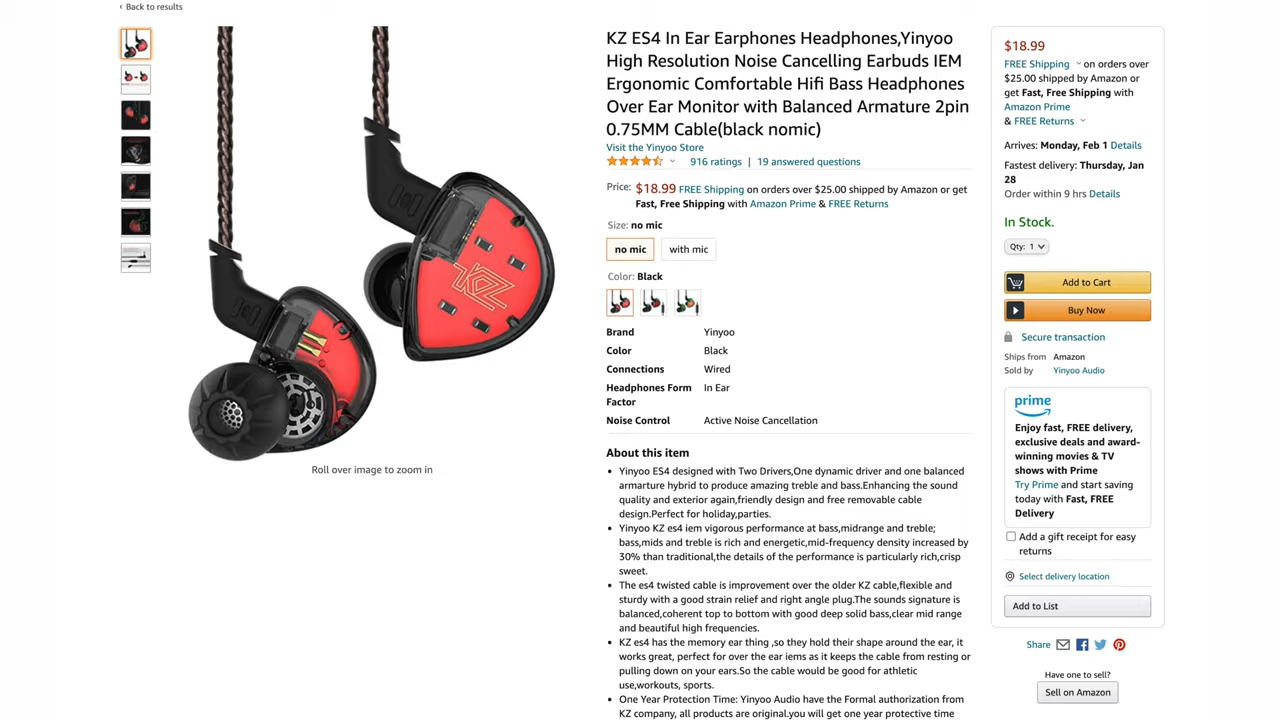 ‹ Back to results
KZ ES4 In Ear Earphones Headphones,Yinyoo
High Resolution Noise Cancelling Earbuds IEM
Ergonomic Comfortable Hifi Bass Headphones
Over Ear Monitor with Balanced Armature 2pin
0.75MM Cable(black nomic)
Visit the Yinyoo Store
916 ratings | 19 answered questions
Price: $18.99 FREE Shipping on orders over $25.00 shipped by Amazon or get
Fast, Free Shipping with Amazon Prime & FREE Returns
Size: no mic
no mic
with mic
Color: Black
Brand Yinyoo
Color Black
Connections Wired
Headphones Form In Ear
Factor
Noise Control Active Noise Cancellation
About this item
• Yinyoo ES4 designed with Two Drivers,One dynamic driver and one balanced
armarture hybrid to produce amazing treble and bass.Enhancing the sound
quality and exterior again,friendly design and free removable cable
design.Perfect for holiday,parties.
• Yinyoo KZ es4 iem vigorous performance at bass,midrange and treble;
bass,mids and treble is rich and energetic,mid-frequency density increased by
30% than traditional,the details of the performance is particularly rich,crisp
sweet.
• The es4 twisted cable is improvement over the older KZ cable,flexible and
sturdy with a good strain relief and right angle plug.The sounds signature is
balanced,coherent top to bottom with good deep solid bass,clear mid range
and beautiful high frequencies.
• KZ es4 has the memory ear thing ,so they hold their shape around the ear, it
works great, perfect for over the ear iems as it keeps the cable from resting or
pulling down on your ears.So the cable would be good for athletic
use,workouts, sports.
• One Year Protection Time: Yinyoo Audio have the Formal authorization from
KZ company, all products are original.you will get one year protective time
KZ
Roll over image to zoom in
$18.99
FREE Shipping on orders over
$25.00 shipped by Amazon or
get Fast, Free Shipping with
Amazon Prime
& FREE Returns
Arrives: Monday, Feb 1 Details
Fastest delivery: Thursday, Jan
28
Order within 9 hrs Details
In Stock.
Qty: 1
Add to Cart
Buy Now
Secure transaction
Ships from Amazon
Sold by Yinyoo Audio
prime
Enjoy fast, FREE delivery,
exclusive deals and award-
winning movies & TV
shows with Prime
Try Prime and start saving
today with Fast, FREE
Delivery
Add a gift receipt for easy
returns
Select delivery location
Add to List
Share
Have one to sell?
Sell on Amazon